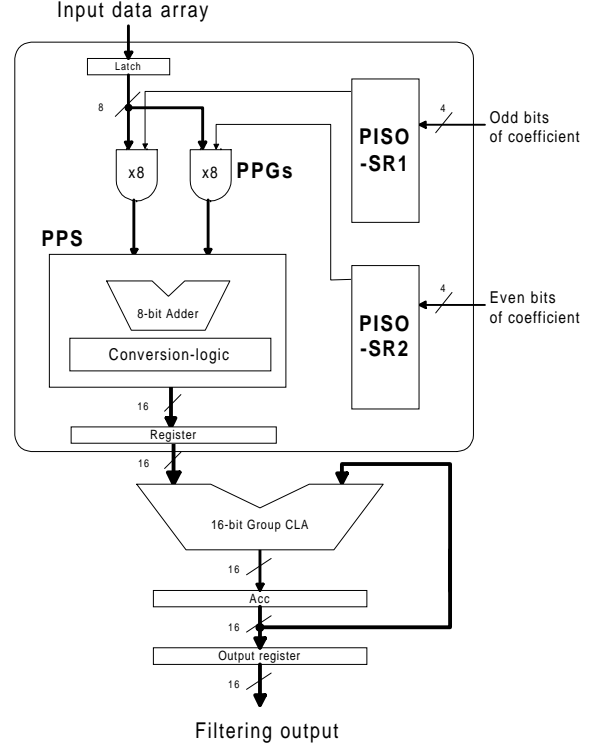 Input data array
Latch
8
4
Odd bits
of coefficient
PISO
-SR1
x8
x8
PPGs
PPS
8-bit Adder
Conversion-logic
4
Even bits
of coefficient
PISO
-SR2
16
Register
16
16-bit Group CLA
16
Acc
16
Output register
16
Filtering output